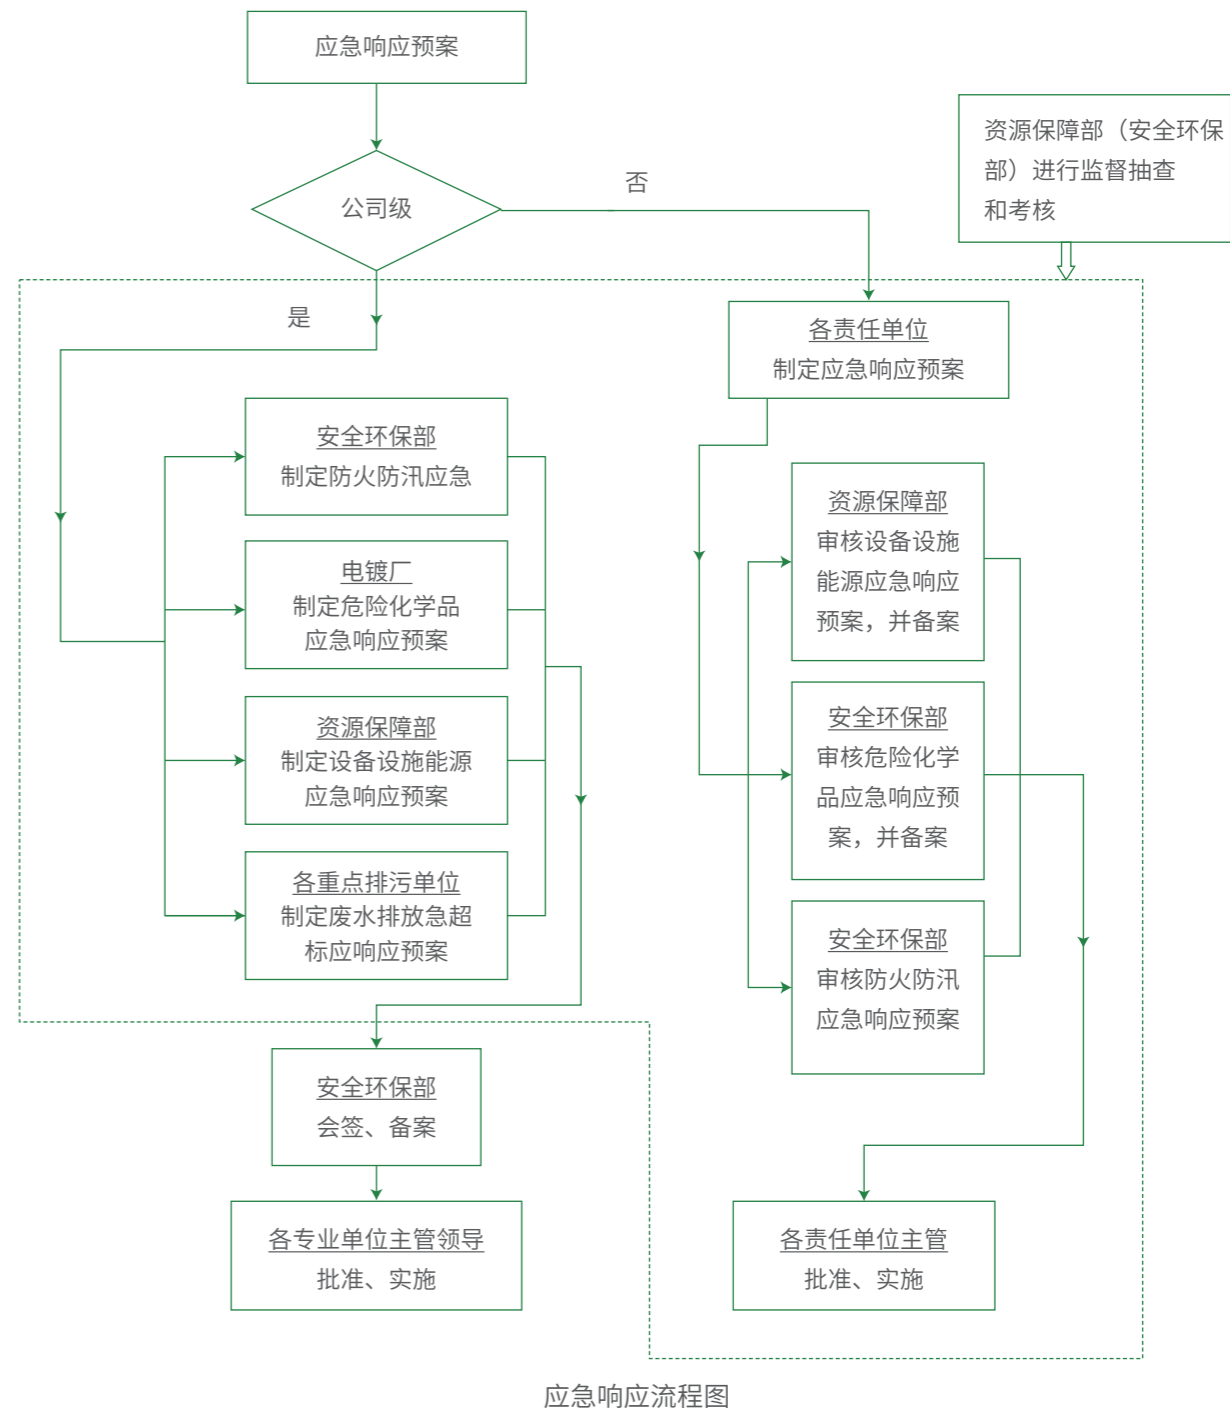 应急响应预案
公司级
否
是
资源保障部（安全环保
部）进行监督抽查
和考核
各责任单位
制定应急响应预案
安全环保部
制定防火防汛应急
电镀厂
制定危险化学品
应急响应预案
资源保障部
制定设备设施能源
应急响应预案
各重点排污单位
制定废水排放急超
标应响应预案
安全环保部
会签、备案
各专业单位主管领导
批准、实施
资源保障部
审核设备设施
能源应急响应
预案，并备案
安全环保部
审核危险化学
品应急响应预
案，并备案
安全环保部
审核防火防汛
应急响应预案
各责任单位主管
批准、实施
应急响应流程图